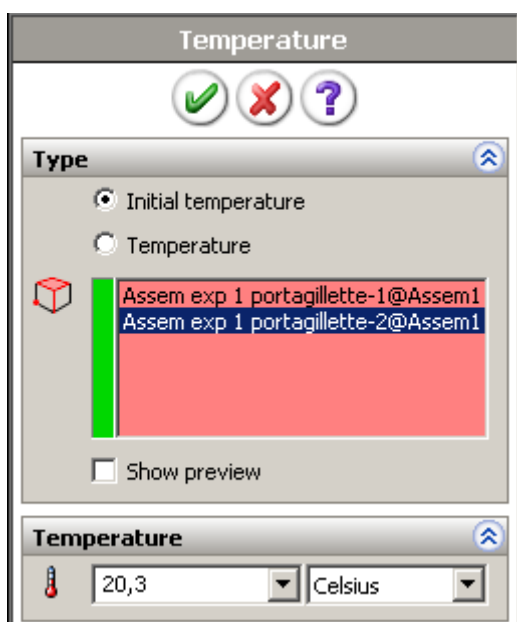 Temperature
?
Type
Initial temperature
Temperature
Assem exp 1 portagillette-1@Assem1
Assem exp 1 portagillette-2@Assem1
Show preview
Temperature
20,3 Celsius